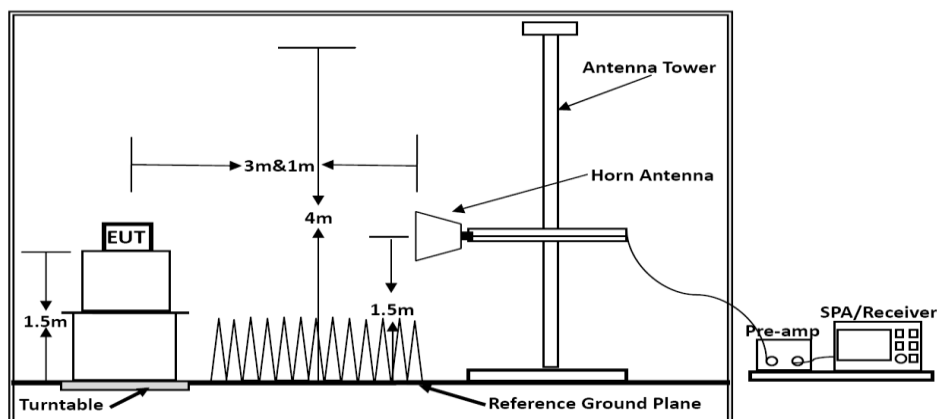 Antenna Tower
3m&1m
Horn Antenna
4m
EUT
1.5m
1.5m
SPA/Receiver
Pre-amp
Turntable
Reference Ground Plane